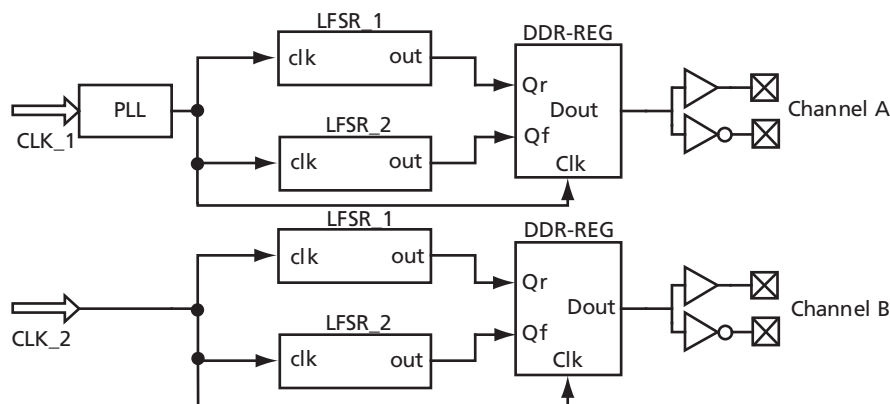 LFSR_1
DDR-REG
clk
out
Qr
PLL
Dout
Channel A
CLK_1
LFSR_2
Qf
clk
out
Clk
LFSR_1
DDR-REG
clk
out
Qr
Dout
Channel B
CLK_2
LFSR_2
Qf
clk
out
Clk